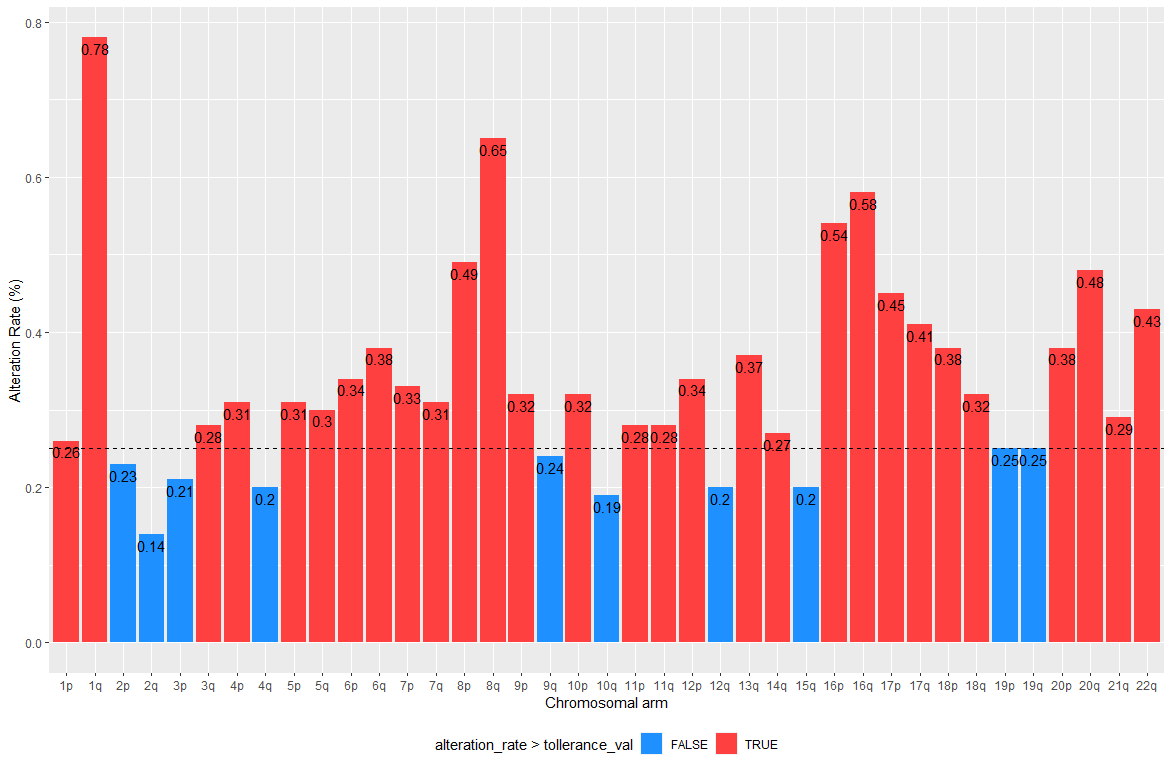 0.8
0.6
0.4
0.2
0.0
Alteration Rate (%)
0.26 0.78 0.23 0.14 0.21 0.28 0.31 0.2 0.31 0.3 0.34 0.38 0.33 0.31 0.49 0.65 0.32 0.24 0.32 0.19 0.28 0.28 0.34 0.2 0.37 0.27 0.2 0.54 0.58 0.45 0.41 0.38 0.32 0.25 0.25 0.38 0.48 0.29 0.43
1p 1q 2p 2q 3p 3q 4p 4q 5p 5q 6p 6q 7p 7q 8p 8q 9p 9q 10p 10q 11p 11q 12p 12q 13q 14q 15q 16p 16q 17p 17q 18p 18q 19p 19q 20p 20q 21q 22q
Chromosomal arm
alteration_rate > tollerance_val FALSE TRUE